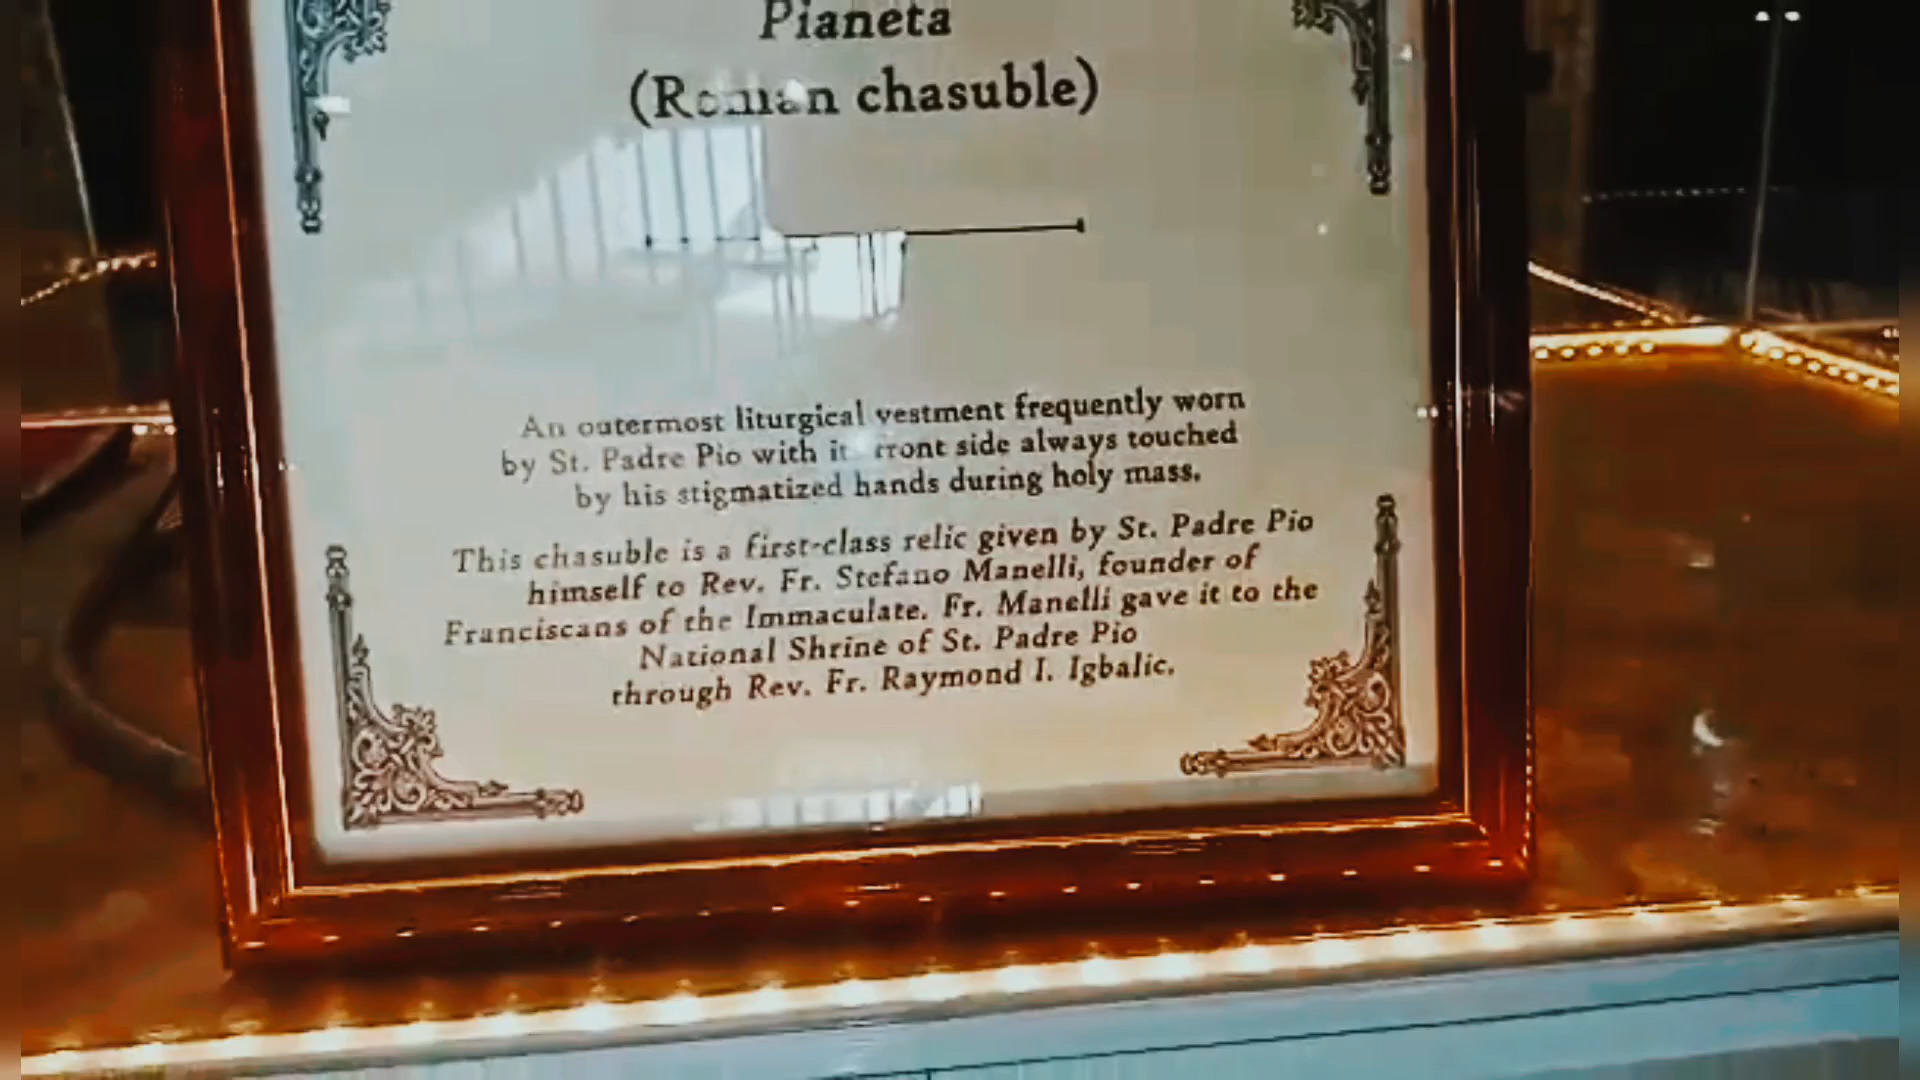 Pianeta
(Roman chasuble)
An outermost liturgical vestment frequently worn
by St. Padre Pio with its front side always touched
by his stigmatized hands during holy mass.
This chasuble is a first-class relic given by St. Padre Pio
himself to Rev. Fr. Stefano Manelli, founder of
Franciscans of the Immaculate. Fr. Manelli gave it to the
National Shrine of St. Padre Pio
through Rev. Fr. Raymond I. Igbalic.